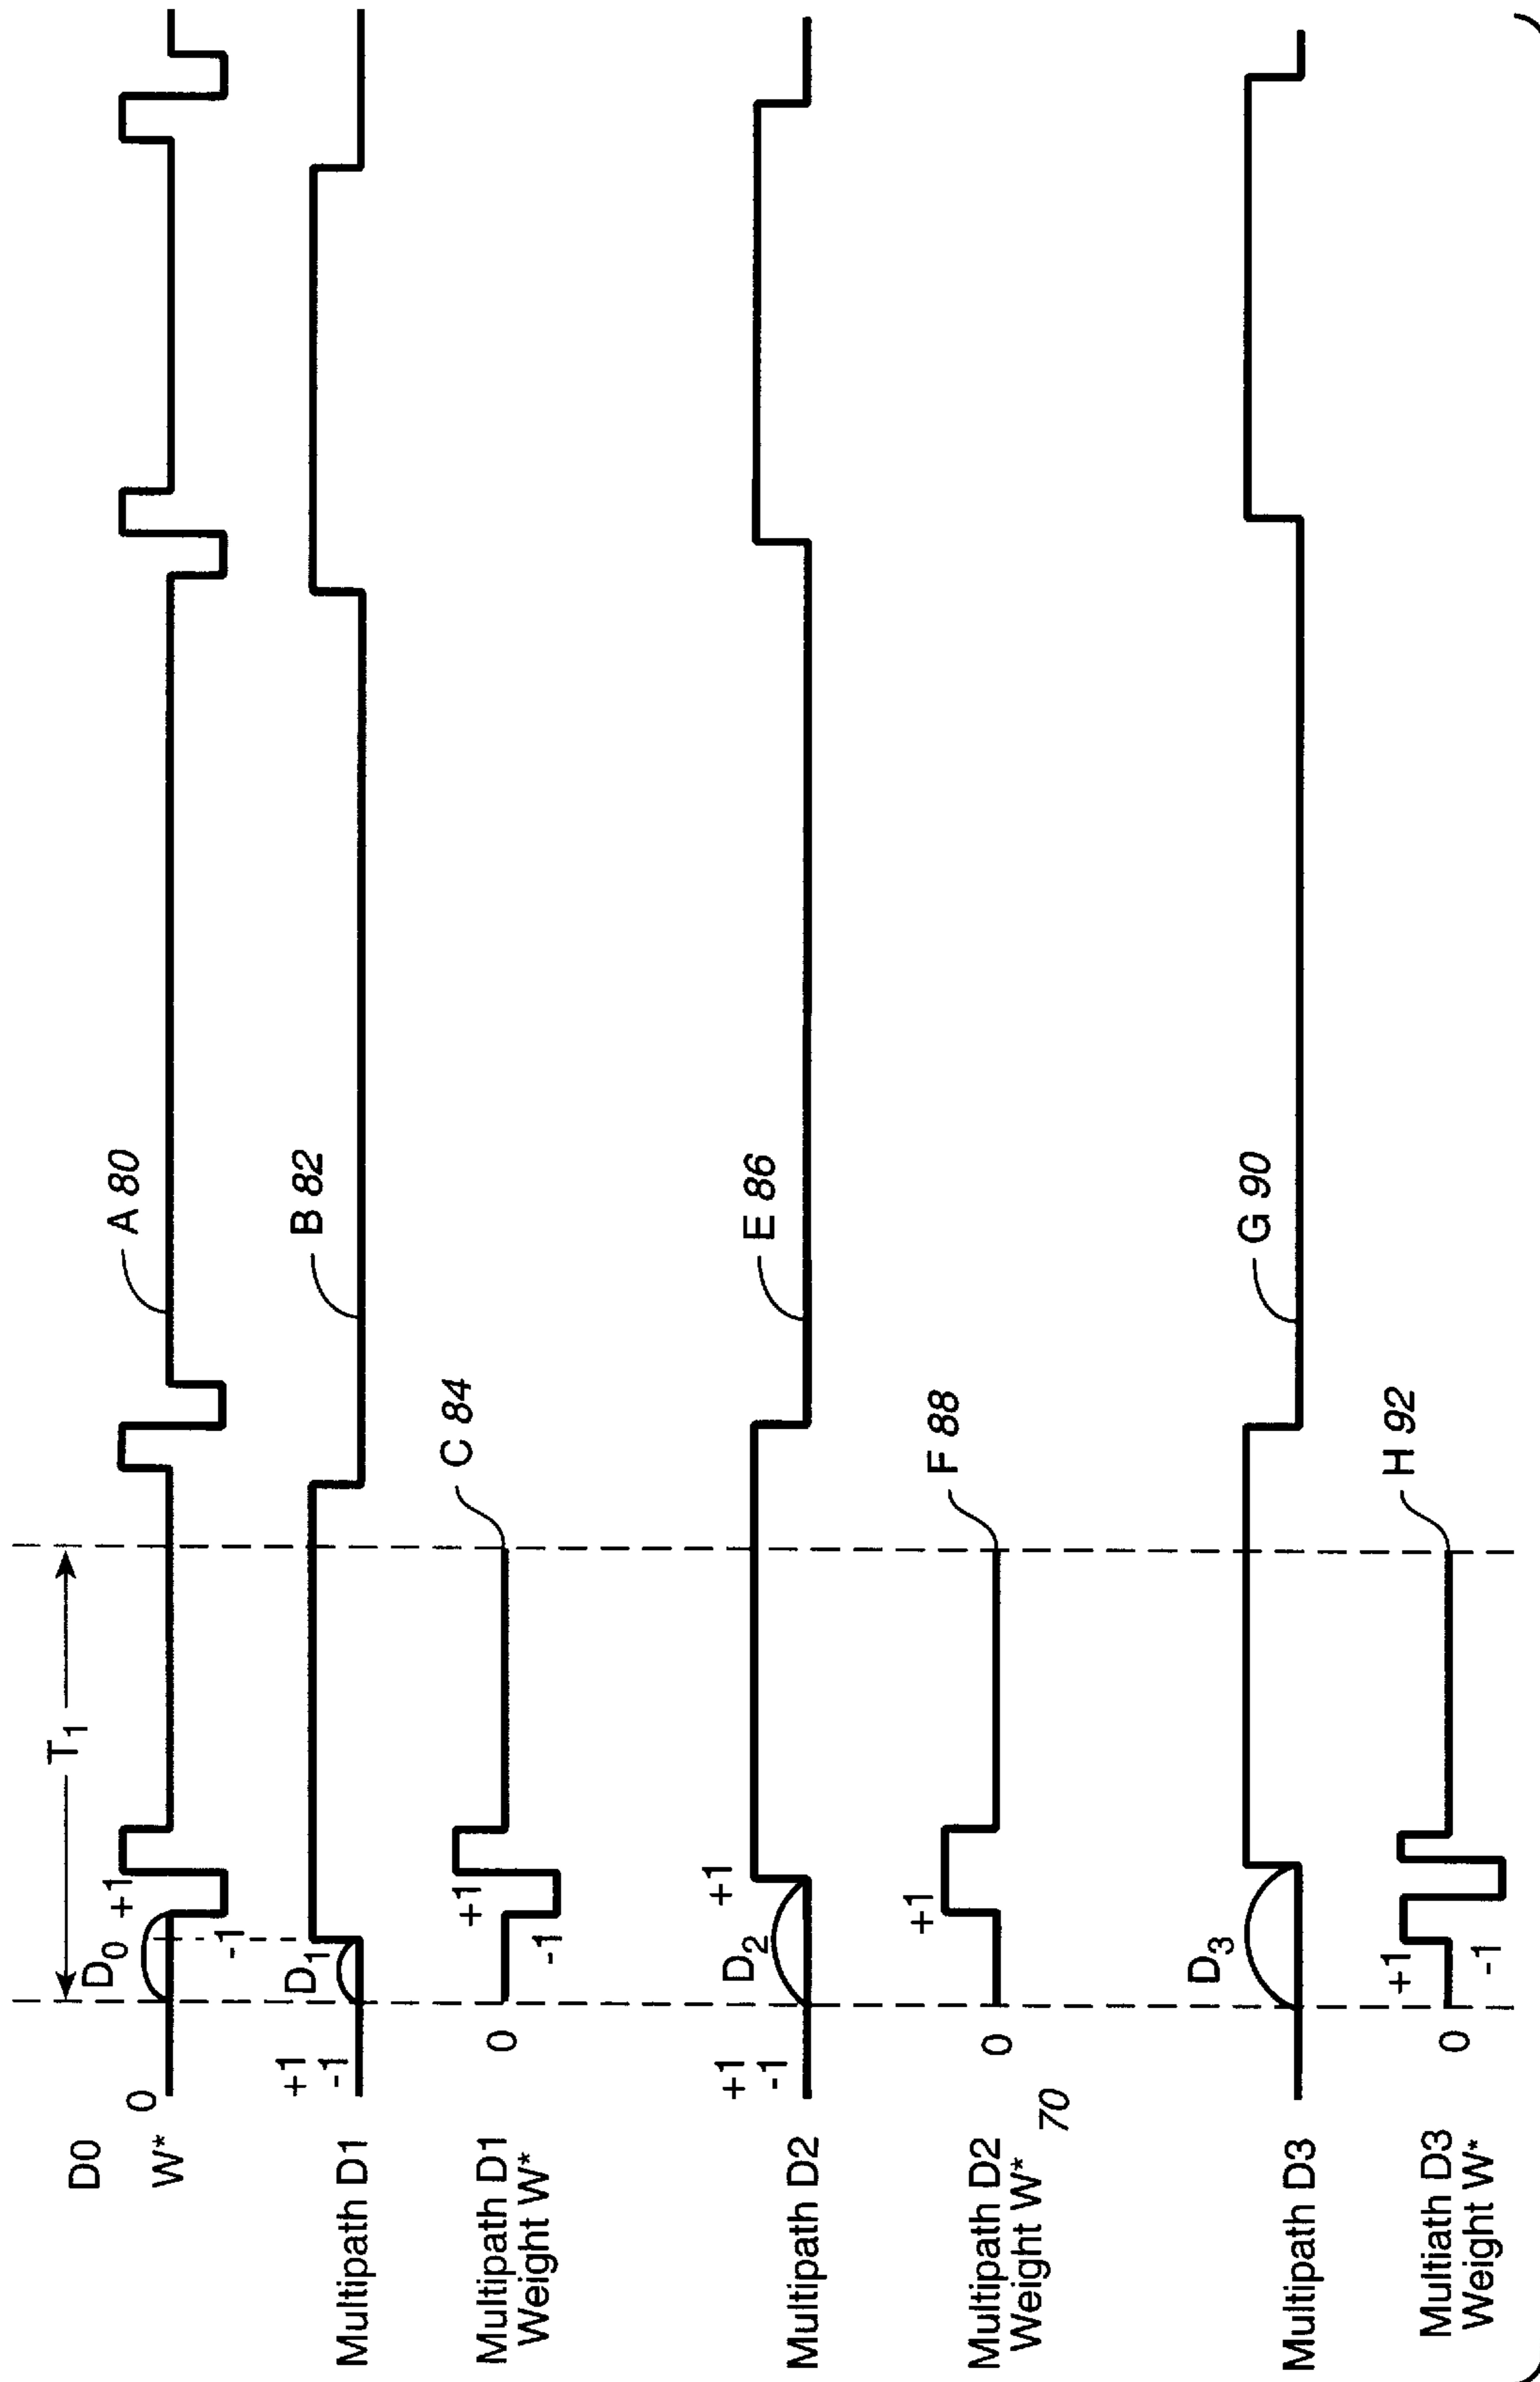 T1
D0
W*
0
D0
+1
-1
A 80
Multipath D1
+1
-1
D1
B 82
Multipath D1
Weight W*
0
+1
-1
C 84
Multipath D2
+1
-1
D2
+1
E 86
Multipath D2
Weight W*
0
+1
F 88
70
Multipath D3
D3
G 90
Multiath D3
Weight W*
0
+1
-1
H 92